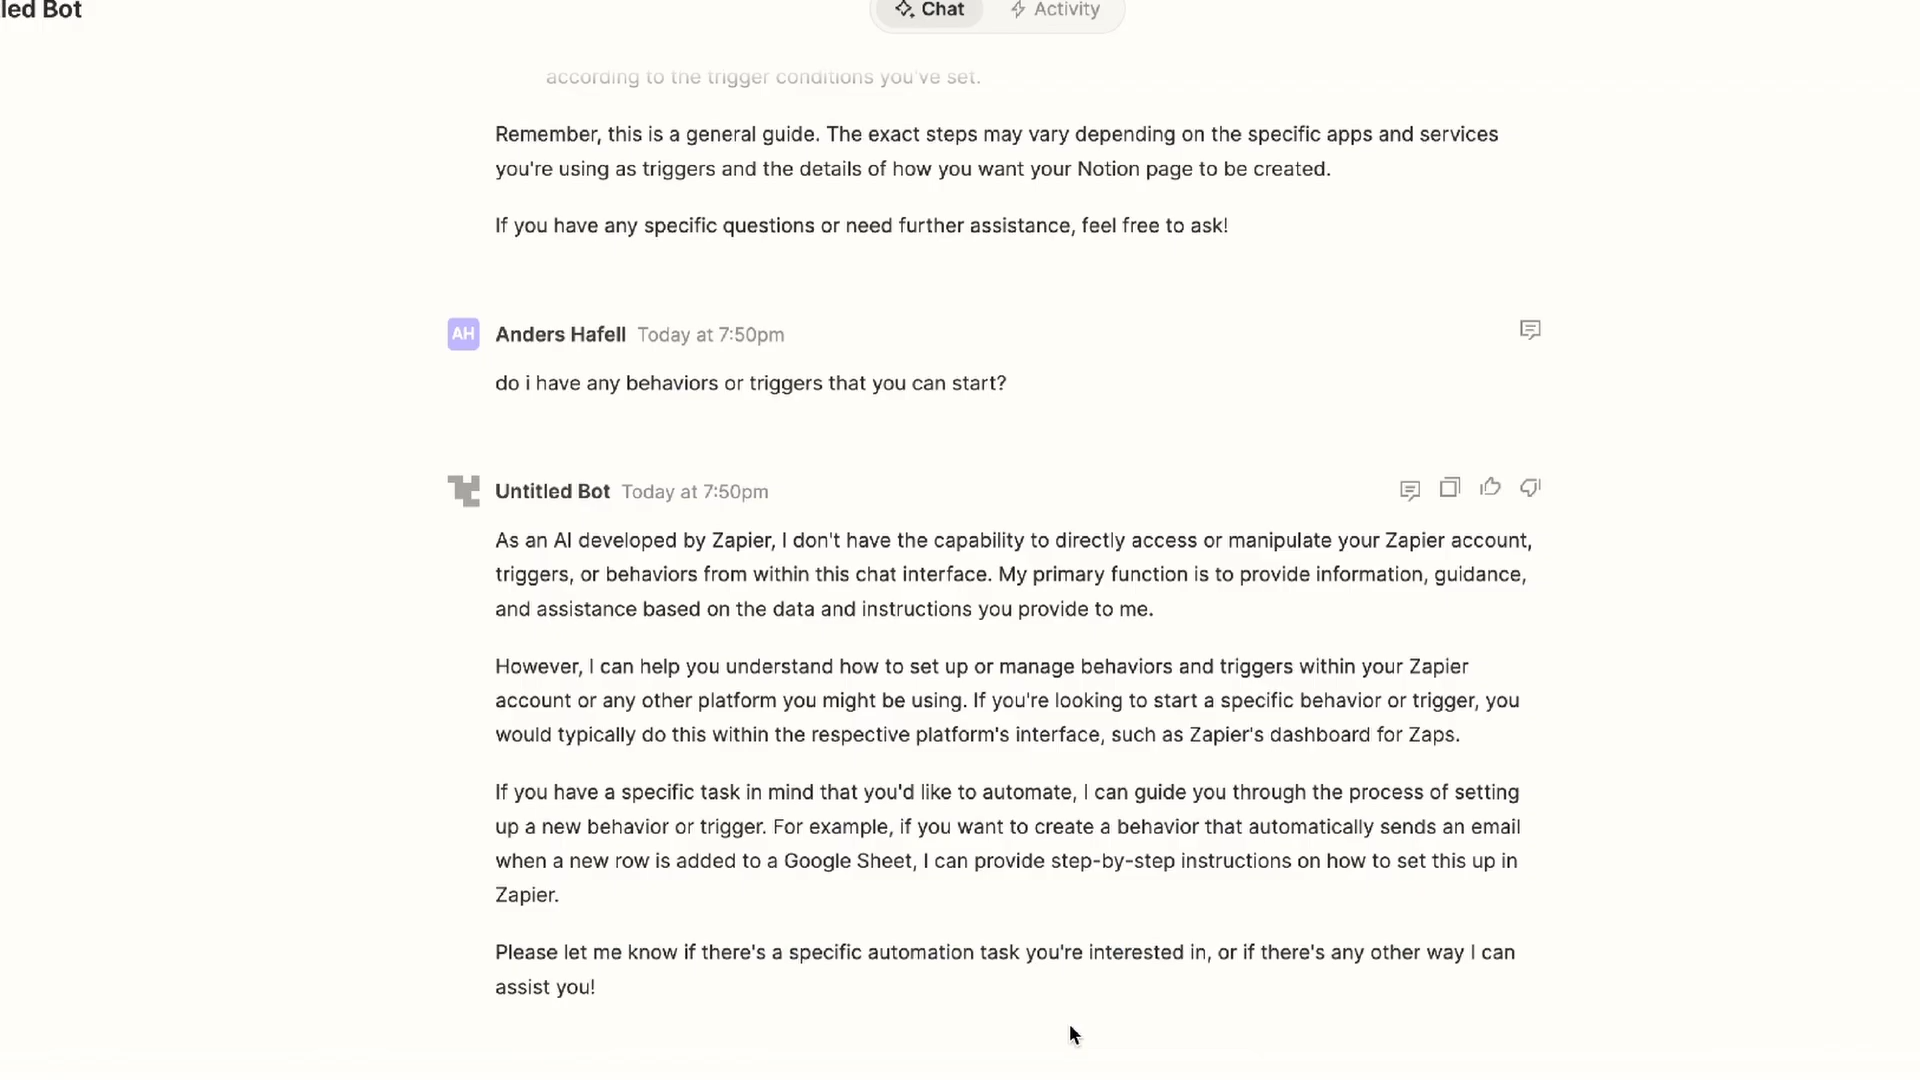 led Bot
Chat
Activity
according to the trigger conditions you've set.
Remember, this is a general guide. The exact steps may vary depending on the specific apps and services
you're using as triggers and the details of how you want your Notion page to be created.
If you have any specific questions or need further assistance, feel free to ask!
AH Anders Hafell Today at 7:50pm
do i have any behaviors or triggers that you can start?
Untitled Bot Today at 7:50pm
As an AI developed by Zapier, I don't have the capability to directly access or manipulate your Zapier account,
triggers, or behaviors from within this chat interface. My primary function is to provide information, guidance,
and assistance based on the data and instructions you provide to me.
However, I can help you understand how to set up or manage behaviors and triggers within your Zapier
account or any other platform you might be using. If you're looking to start a specific behavior or trigger, you
would typically do this within the respective platform's interface, such as Zapier's dashboard for Zaps.
If you have a specific task in mind that you'd like to automate, I can guide you through the process of setting
up a new behavior or trigger. For example, if you want to create a behavior that automatically sends an email
when a new row is added to a Google Sheet, I can provide step-by-step instructions on how to set this up in
Zapier.
Please let me know if there's a specific automation task you're interested in, or if there's any other way I can
assist you!